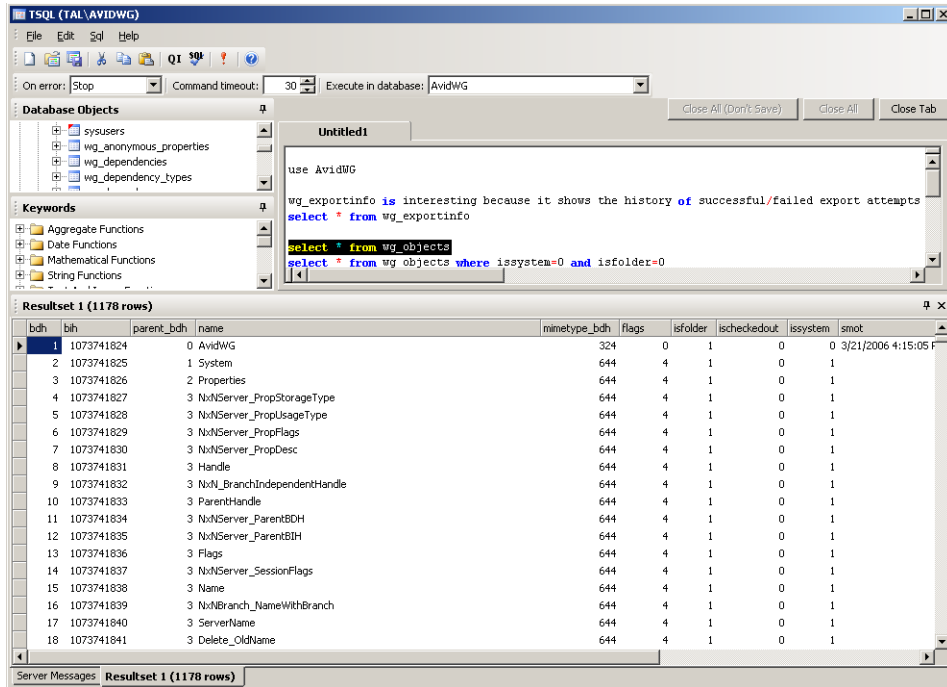 TSQL (TAL\AVIDWG)
File Edit Sql Help
QI SQL
On error: Stop Command timeout: 30 Execute in database: AvidWG
Close All (Don't Save) Close All Close Tab
Database Objects
sysusers
wg_anonymous_properties
wg_dependencies
wg_dependency_types
Keywords
Aggregate Functions
Date Functions
Mathematical Functions
String Functions
Untitled1
use AvidWG
wg_exportinfo is interesting because it shows the history of successful/failed export attempts
select * from wg_exportinfo
select * from wg_objects
select * from wg_objects where issystem=0 and isfolder=0
Resultset 1 (1178 rows)
bdh bih parent_bdh name mimetype_bdh flags isfolder ischeckedout issystem smot
1 1073741824 0 AvidWG 324 0 1 0 0 3/21/2006 4:15:05
2 1073741825 1 System 644 4 1 0 1
3 1073741826 2 Properties 644 4 1 0 1
4 1073741827 3 NxNServer_PropStorageType 644 4 1 0 1
5 1073741828 3 NxNServer_PropUsageType 644 4 1 0 1
6 1073741829 3 NxNServer_PropFlags 644 4 1 0 1
7 1073741830 3 NxNServer_PropDesc 644 4 1 0 1
8 1073741831 3 Handle 644 4 1 0 1
9 1073741832 3 NxN_BranchIndependentHandle 644 4 1 0 1
10 1073741833 3 ParentHandle 644 4 1 0 1
11 1073741834 3 NxNServer_ParentBDH 644 4 1 0 1
12 1073741835 3 NxNServer_ParentBIH 644 4 1 0 1
13 1073741836 3 Flags 644 4 1 0 1
14 1073741837 3 NxNServer_SessionFlags 644 4 1 0 1
15 1073741838 3 Name 644 4 1 0 1
16 1073741839 3 NxNBranch_NameWithBranch 644 4 1 0 1
17 1073741840 3 ServerName 644 4 1 0 1
18 1073741841 3 Delete_OldName 644 4 1 0 1
Server Messages Resultset 1 (1178 rows)